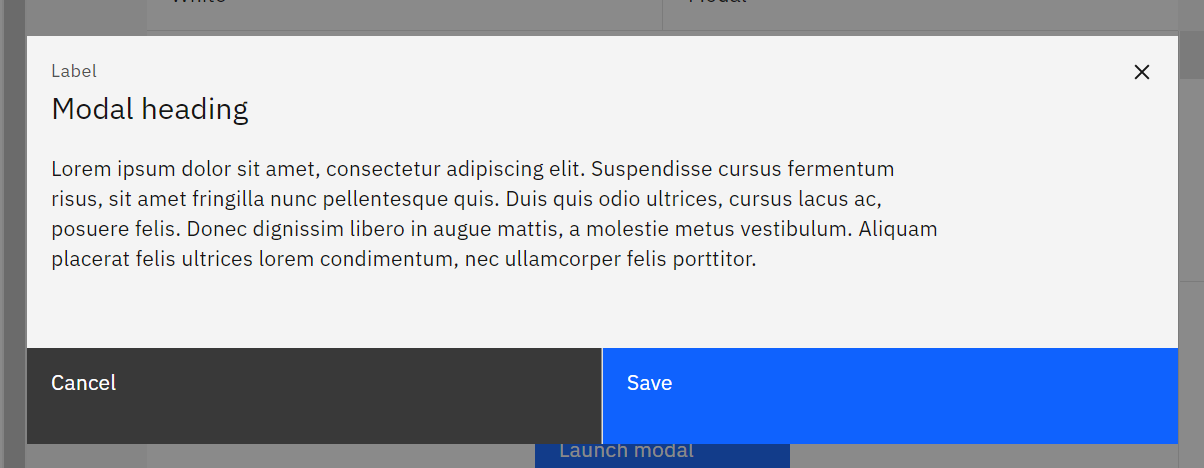 White
Modal
Label
Modal heading
Lorem ipsum dolor sit amet, consectetur adipiscing elit. Suspendisse cursus fermentum
risus, sit amet fringilla nunc pellentesque quis. Duis quis odio ultrices, cursus lacus ac,
posuere felis. Donec dignissim libero in augue mattis, a molestie metus vestibulum. Aliquam
placerat felis ultrices lorem condimentum, nec ullamcorper felis porttitor.
Cancel
Save
Launch modal